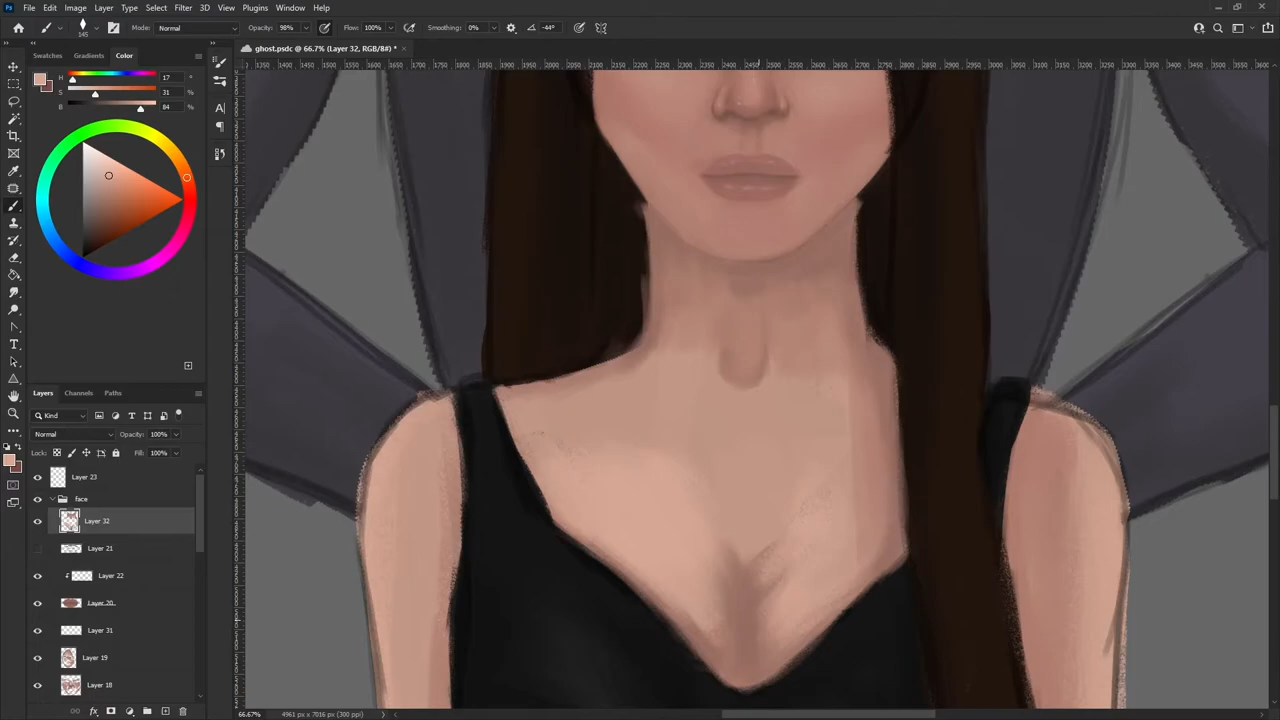 Ps File Edit Image Layer Type Select Filter 3D View Plugins Window Help
145 Mode: Normal Opacity: 98% Flow: 100% Smoothing: 0% -44°
ghost.psdc @ 66.7% (Layer 32, RGB/8#) * ×
Swatches Gradients Color
H 17 °
S 31 %
B 84 %
Layers Channels Paths
Kind
Normal Opacity: 100%
Lock: Fill: 100%
Layer 23
face
Layer 32
Layer 21
Layer 22
Layer 20
Layer 31
Layer 19
Layer 18
66.67% 4961 px x 7016 px (300 ppi)